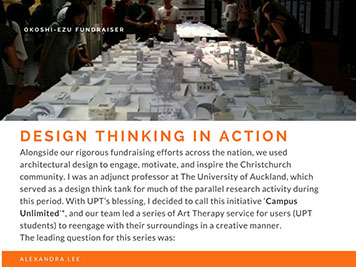 OKOSHI-EZU FUNDRAISER
DESIGN THINKING IN ACTION
Alongside our rigorous fundraising efforts across the nation, we used
architectural design to engage, motivate, and inspire the Christchurch
community. I was an adjunct professor at The University of Auckland, which
served as a design think tank for much of the parallel research activity during
this period. With UPT's blessing, I decided to call this initiative 'Campus
Unlimited'*, and our team led a series of Art Therapy service for users (UPT
students) to reengage with their surroundings in a creative manner.
The leading question for this series was:
ALEXANDRA LEE